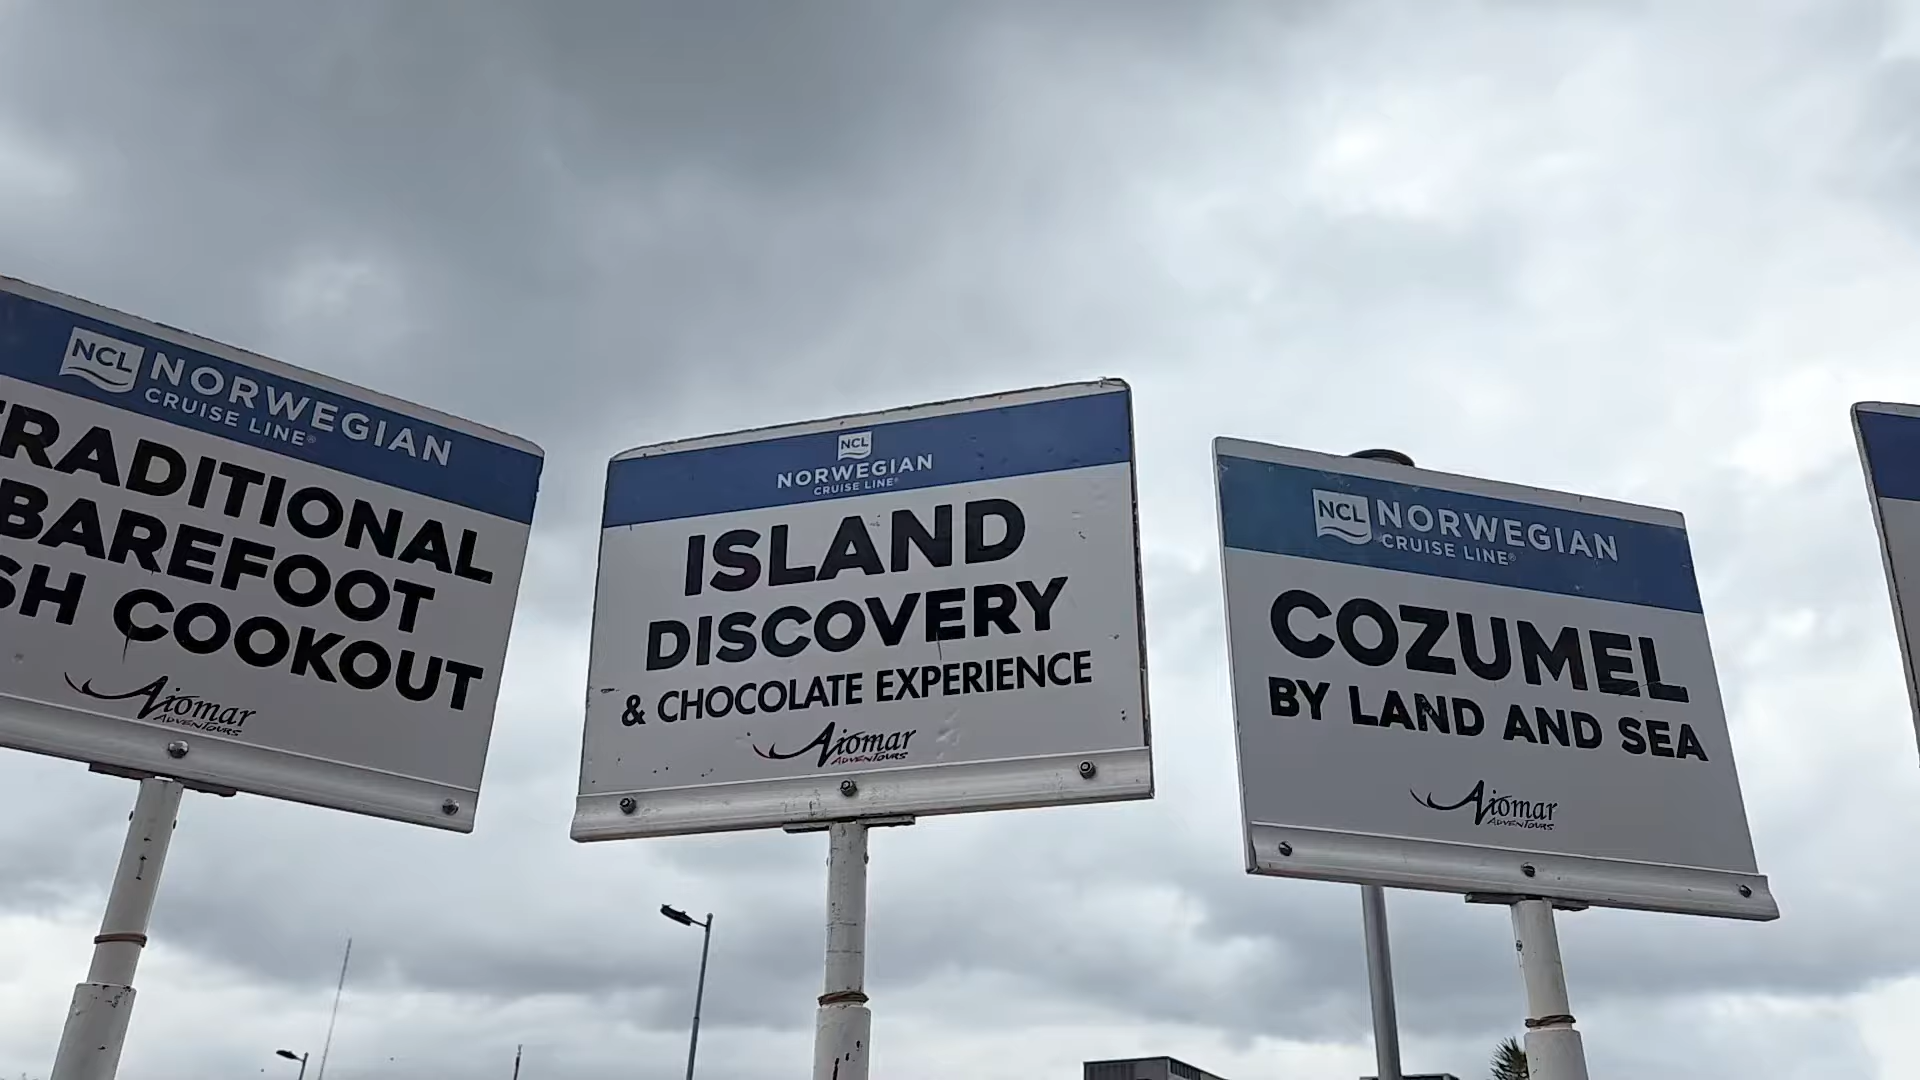 NCL NORWEGIAN
CRUISE LINE®
TRADITIONAL
BAREFOOT
SH COOKOUT
Aiomar
ADVENTOURS
NCL
NORWEGIAN
CRUISE LINE®
ISLAND
DISCOVERY
& CHOCOLATE EXPERIENCE
Aiomar
ADVENTOURS
NCL NORWEGIAN
CRUISE LINE®
COZUMEL
BY LAND AND SEA
Aiomar
ADVENTOURS